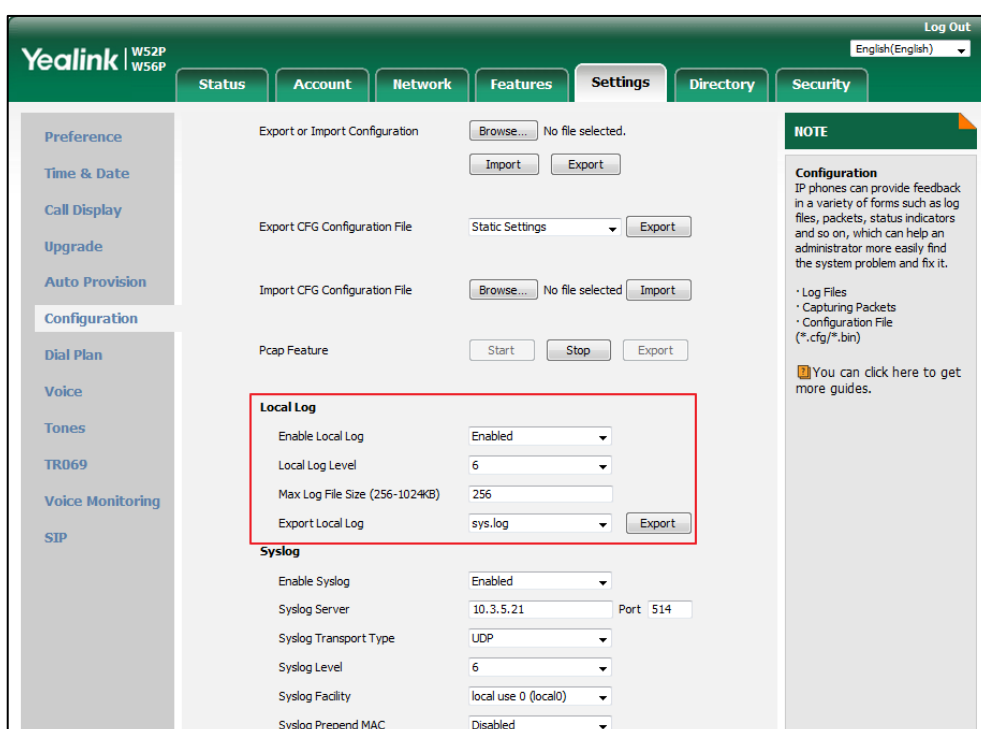 Log Out
Yealink W52P W56P
English(English)
Status Account Network Features Settings Directory Security
Preference
Time & Date
Call Display
Upgrade
Auto Provision
Configuration
Dial Plan
Voice
Tones
TR069
Voice Monitoring
SIP
Export or Import Configuration Browse... No file selected.
Import Export
Export CFG Configuration File Static Settings Export
Import CFG Configuration File Browse... No file selected Import
Pcap Feature Start Stop Export
Local Log
Enable Local Log Enabled
Local Log Level 6
Max Log File Size (256-1024KB) 256
Export Local Log sys.log Export
Syslog
Enable Syslog Enabled
Syslog Server 10.3.5.21 Port 514
Syslog Transport Type UDP
Syslog Level 6
Syslog Facility local use 0 (local0)
Syslog Prepend MAC Disabled
NOTE
Configuration
IP phones can provide feedback
in a variety of forms such as log
files, packets, status indicators
and so on, which can help an
administrator more easily find
the system problem and fix it.
· Log Files
· Capturing Packets
· Configuration File
(*.cfg/*.bin)
You can click here to get
more guides.